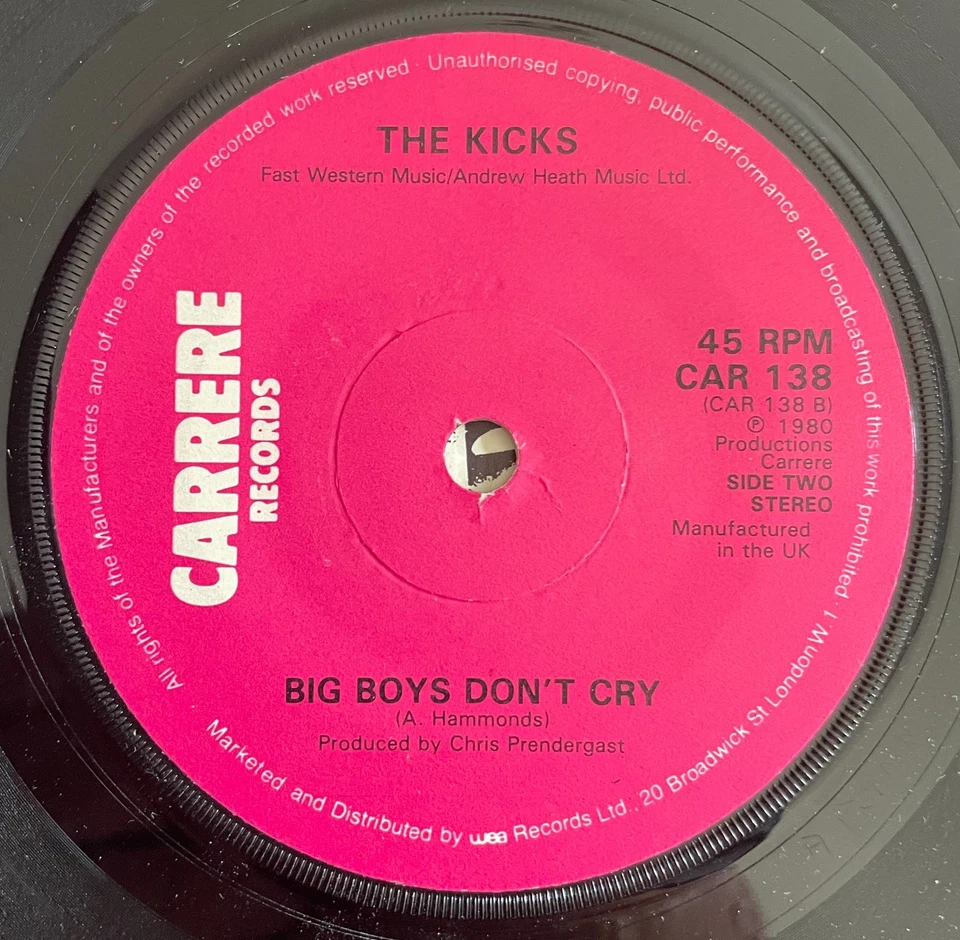 THE KICKS
Fast Western Music/Andrew Heath Music Ltd.
CARRERE
RECORDS
45 RPM
CAR 138
(CAR 138 B)
℗ 1980
Productions
Carrere
SIDE TWO
STEREO
Manufactured
in the UK
BIG BOYS DON'T CRY
(A. Hammonds)
Produced by Chris Prendergast
All rights of the Manufacturers and of the owners of the recorded work reserved · Unauthorised copying, public performance and broadcasting of this work prohibited.
Marketed and Distributed by wea Records Ltd., 20 Broadwick St London W.1.